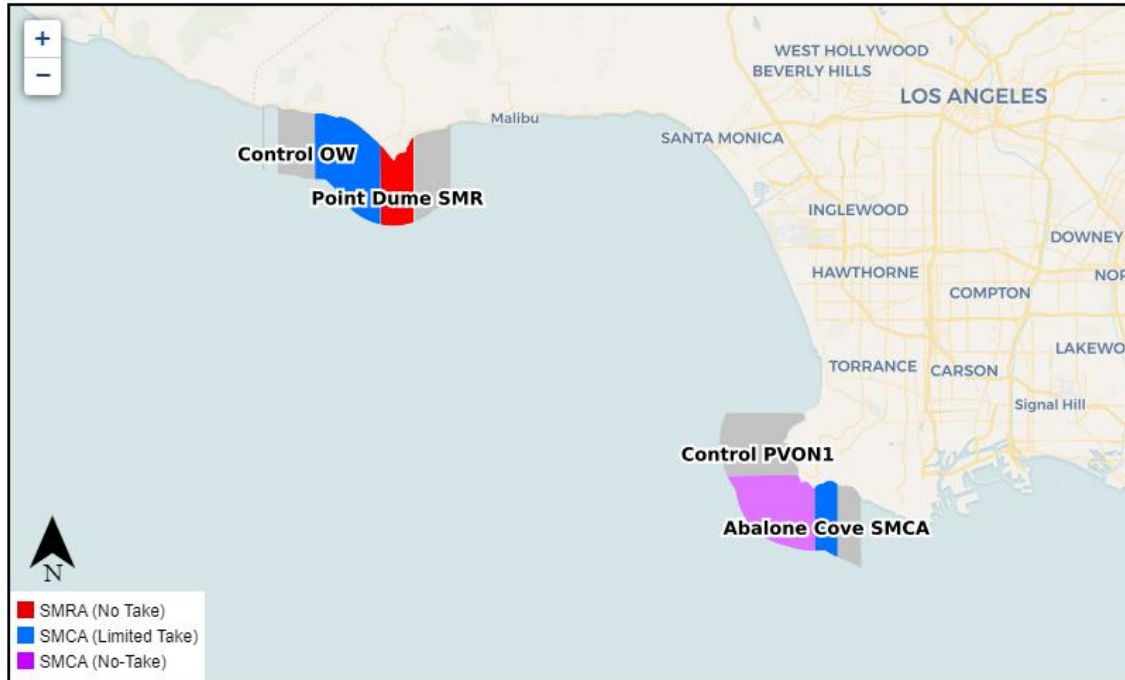 +
−
WEST HOLLYWOOD
BEVERLY HILLS
LOS ANGELES
Malibu
SANTA MONICA
Control OW
Point Dume SMR
INGLEWOOD
DOWNEY
HAWTHORNE
NOR
COMPTON
LAKEWO
TORRANCE
CARSON
Signal Hill
Control PVON1
Abalone Cove SMCA
N
SMRA (No Take)
SMCA (Limited Take)
SMCA (No-Take)